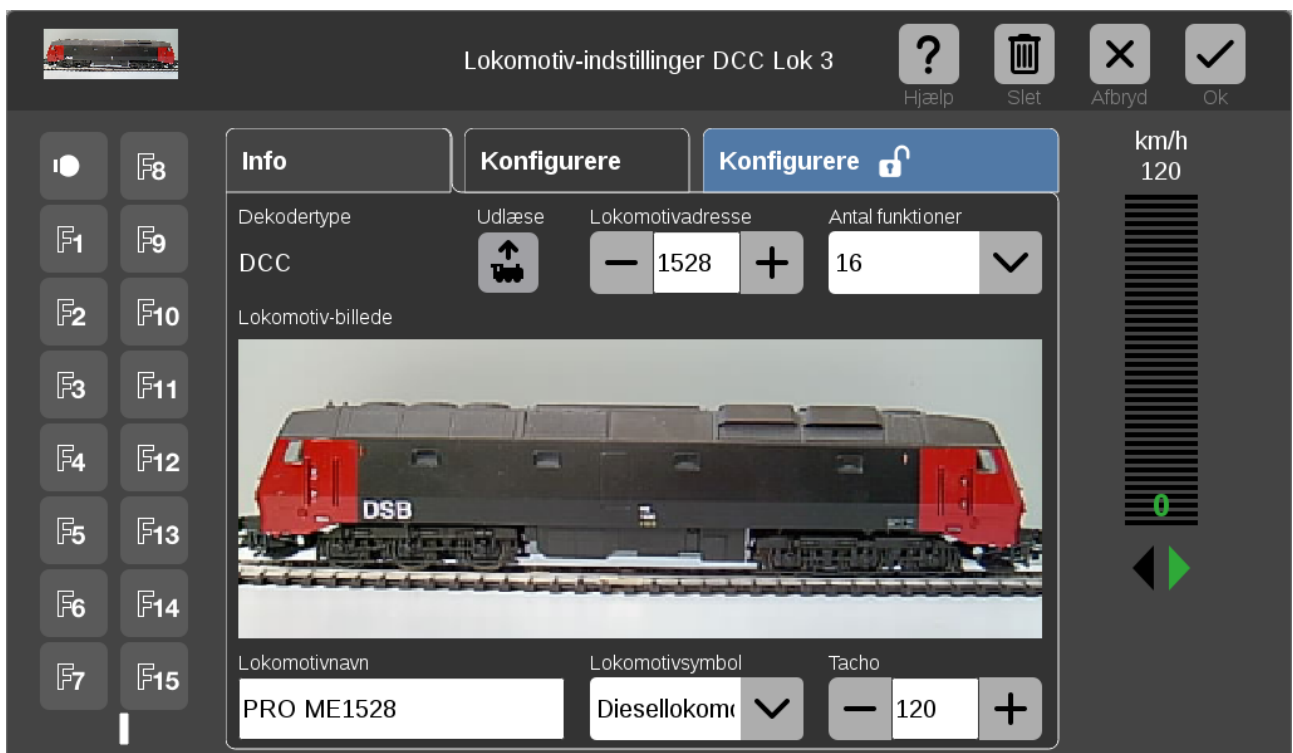 Lokomotiv-indstillinger DCC Lok 3
?
Hjælp
Slet
Afbryd
Ok
F8
F1
F9
F2
F10
F3
F11
F4
F12
F5
F13
F6
F14
F7
F15
Info
Konfigurere
Konfigurere
Dekodertype
Udlæse
Lokomotivadresse
Antal funktioner
DCC
1528
16
Lokomotiv-billede
DSB
Lokomotivnavn
Lokomotivsymbol
Tacho
PRO ME1528
Diesellokom
120
km/h
120
0